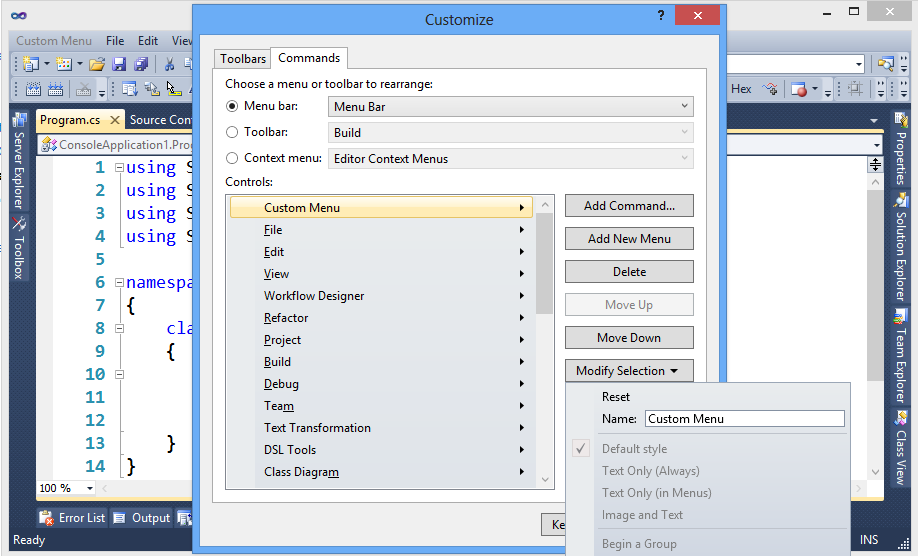 Customize
?
Custom Menu File Edit
Toolbars Commands
Choose a menu or toolbar to rearrange:
Menu bar: Menu Bar
Toolbar: Build
Context menu: Editor Context Menus
Controls:
Custom Menu
File
Edit
View
Workflow Designer
Refactor
Project
Build
Debug
Team
Text Transformation
DSL Tools
Class Diagram
Add Command...
Add New Menu
Delete
Move Up
Move Down
Modify Selection
Reset
Name: Custom Menu
Default style
Text Only (Always)
Text Only (in Menus)
Image and Text
Begin a Group
Hex
Program.cs
Source
ConsoleApplication1.Pro
1 using S
2 using S
3 using S
4 using S
5
6 namespa
7 {
8 cla
9 {
10
11
12
13 }
14 }
100 %
Error List Output
Ready
INS
Server Explorer
Toolbox
Properties
Solution Explorer
Team Explorer
Class View